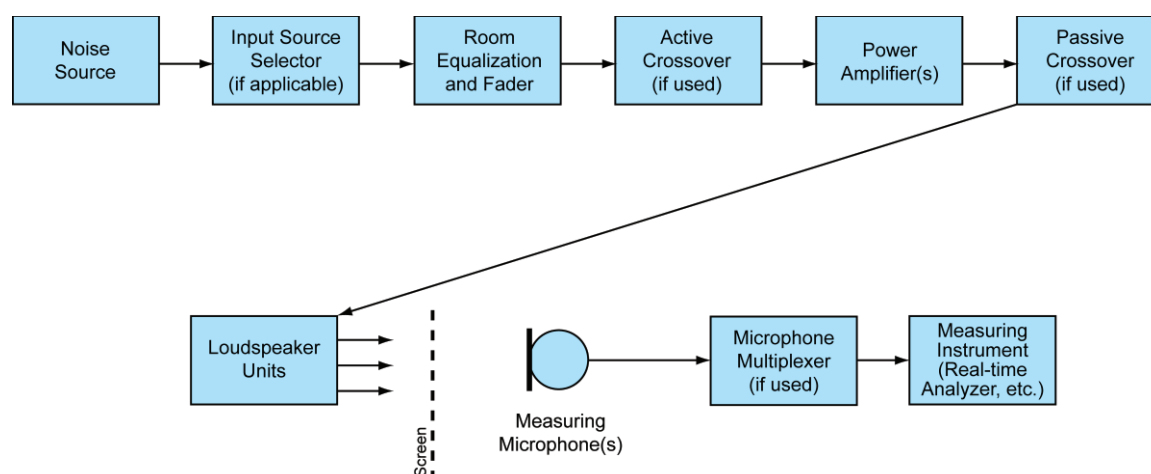 Noise
Source
Input Source
Selector
(if applicable)
Room
Equalization
and Fader
Active
Crossover
(if used)
Power
Amplifier(s)
Passive
Crossover
(if used)
Loudspeaker
Units
Screen
Measuring
Microphone(s)
Microphone
Multiplexer
(if used)
Measuring
Instrument
(Real-time
Analyzer, etc.)